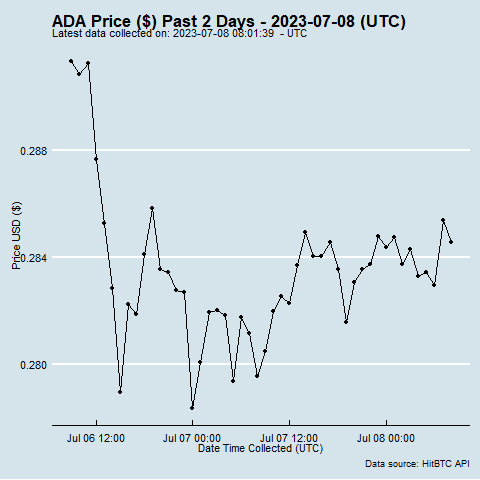 ADA Price ($) Past 2 Days - 2023-07-08 (UTC)
Latest data collected on: 2023-07-08 08:01:39 - UTC
0.288
0.284
0.280
Price USD ($)
Jul 06 12:00
Jul 07 00:00
Jul 07 12:00
Jul 08 00:00
Date Time Collected (UTC)
Data source: HitBTC API